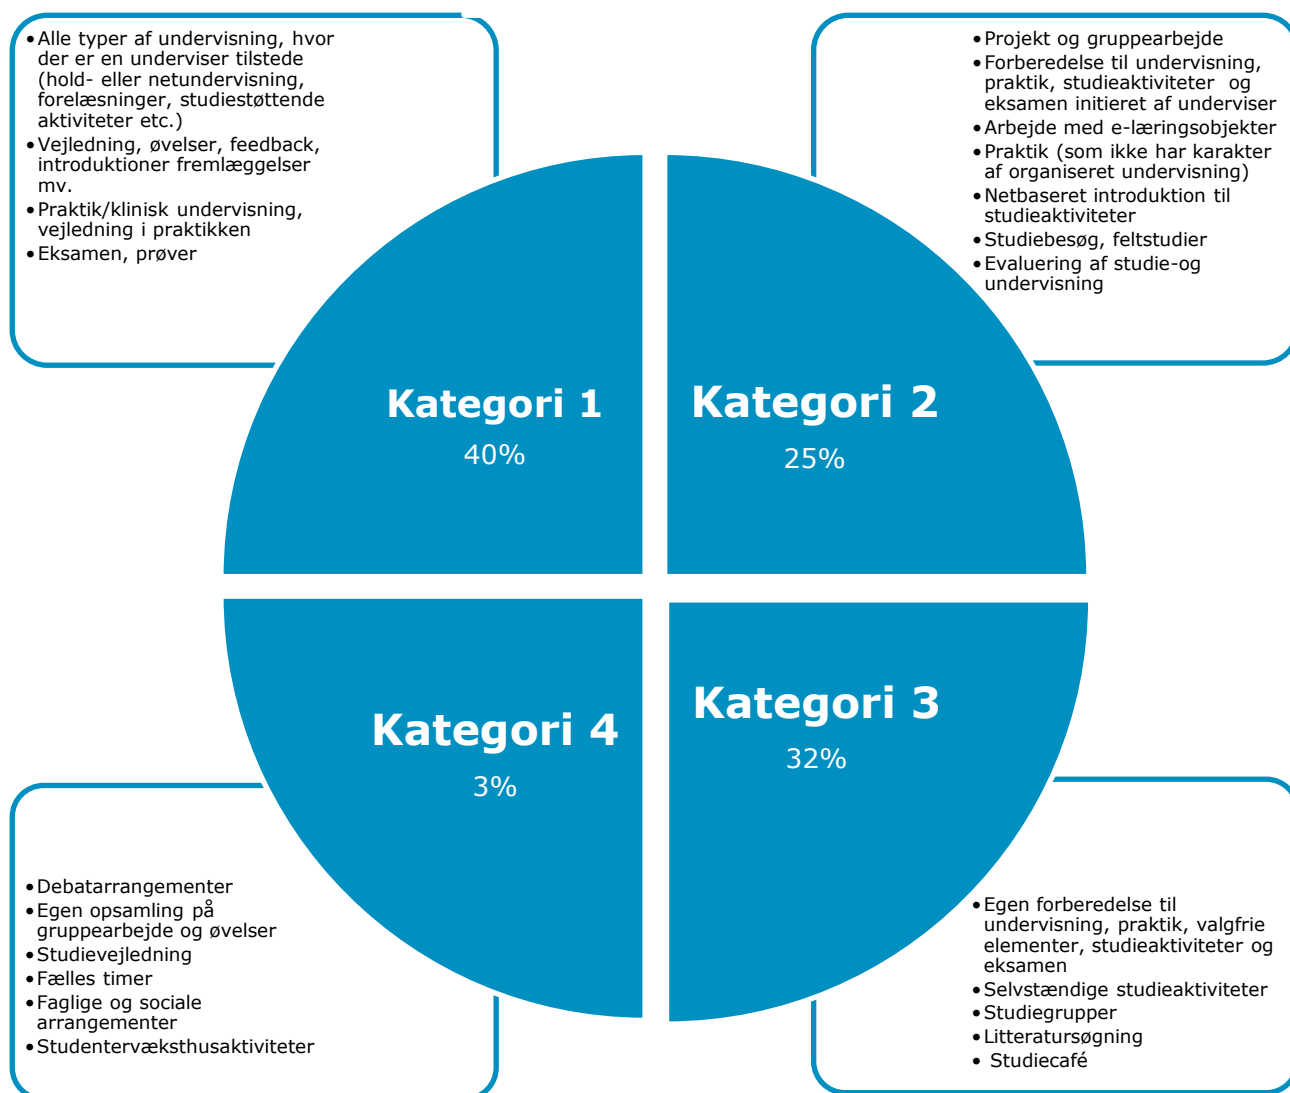 •Alle typer af undervisning, hvor
der er en underviser tilstede
(hold- eller netundervisning,
forelæsninger, studiestøttende
aktiviteter etc.)
•Vejledning, øvelser, feedback,
introduktioner fremlæggelser
mv.
•Praktik/klinisk undervisning,
vejledning i praktikken
•Eksamen, prøver
•Projekt og gruppearbejde
•Forberedelse til undervisning,
praktik, studieaktiviteter og
eksamen initieret af underviser
•Arbejde med e-læringsobjekter
•Praktik (som ikke har karakter
af organiseret undervisning)
•Netbaseret introduktion til
studieaktiviteter
•Studiebesøg, feltstudier
•Evaluering af studie-og
undervisning
Kategori 1
40%
Kategori 2
25%
Kategori 4
3%
Kategori 3
32%
•Debatarrangementer
•Egen opsamling på
gruppearbejde og øvelser
•Studievejledning
•Fælles timer
•Faglige og sociale
arrangementer
•Studentervæksthusaktiviteter
•Egen forberedelse til
undervisning, praktik, valgfrie
elementer, studieaktiviteter og
eksamen
•Selvstændige studieaktiviteter
•Studiegrupper
•Litteratursøgning
• Studiecafé